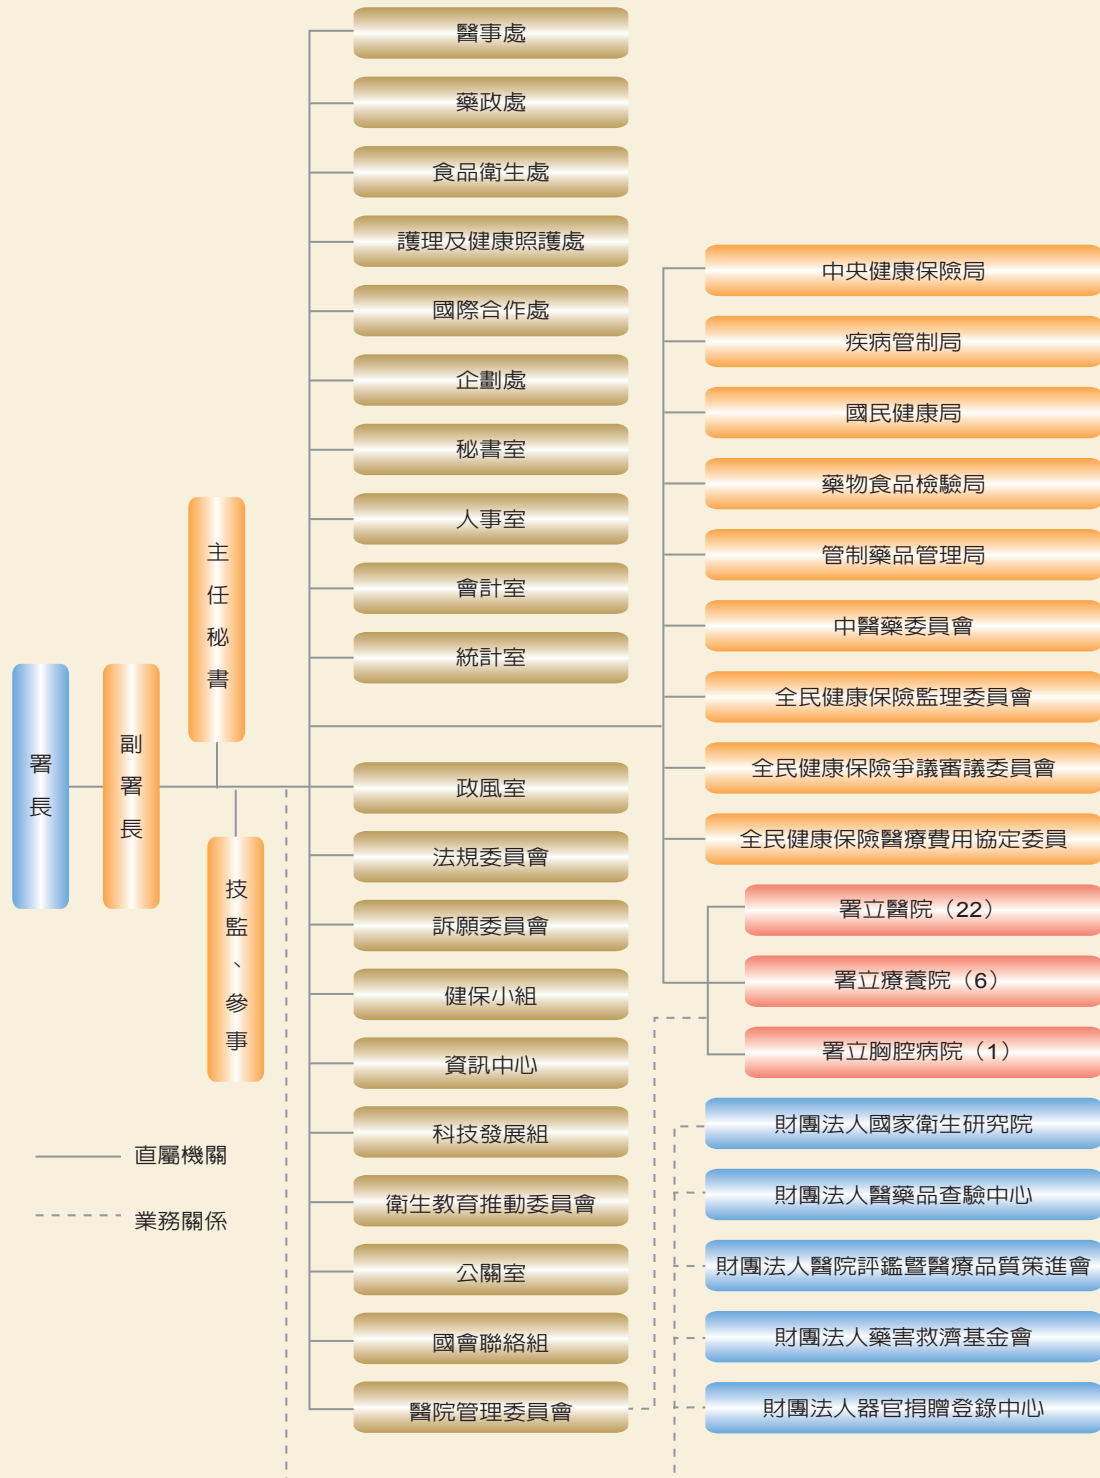 署長
副署長
主任秘書
技監、參事
醫事處
藥政處
食品衛生處
護理及健康照護處
國際合作處
企劃處
秘書室
人事室
會計室
統計室
政風室
法規委員會
訴願委員會
健保小組
資訊中心
科技發展組
衛生教育推動委員會
公關室
國會聯絡組
醫院管理委員會
中央健康保險局
疾病管制局
國民健康局
藥物食品檢驗局
管制藥品管理局
中醫藥委員會
全民健康保險監理委員會
全民健康保險爭議審議委員會
全民健康保險醫療費用協定委員
署立醫院（22）
署立療養院（6）
署立胸腔病院（1）
財團法人國家衛生研究院
財團法人醫藥品查驗中心
財團法人醫院評鑑暨醫療品質策進會
財團法人藥害救濟基金會
財團法人器官捐贈登錄中心
直屬機關
業務關係